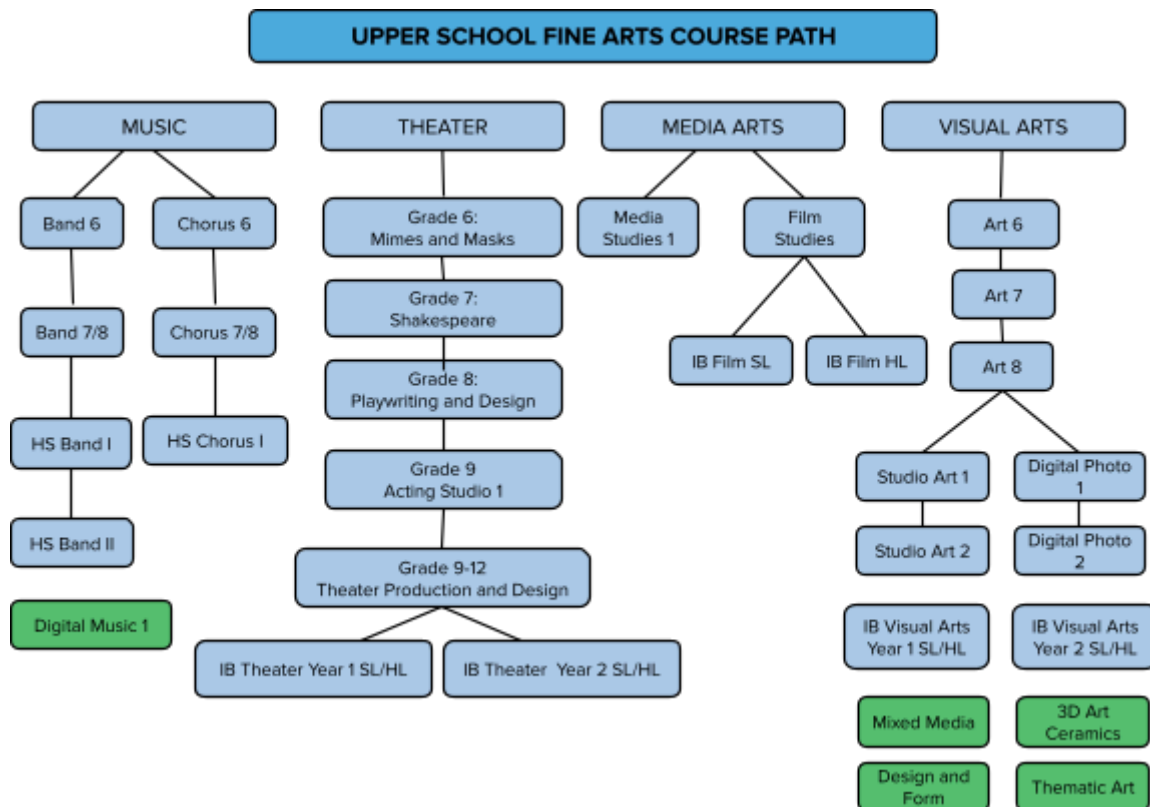 UPPER SCHOOL FINE ARTS COURSE PATH
MUSIC
THEATER
MEDIA ARTS
VISUAL ARTS
Band 6
Chorus 6
Band 7/8
Chorus 7/8
HS Band I
HS Chorus I
HS Band II
Digital Music 1
Grade 6:
Mimes and Masks
Grade 7:
Shakespeare
Grade 8:
Playwriting and Design
Grade 9
Acting Studio 1
Grade 9-12
Theater Production and Design
IB Theater Year 1 SL/HL
IB Theater Year 2 SL/HL
Media
Studies 1
Film
Studies
IB Film SL
IB Film HL
Art 6
Art 7
Art 8
Studio Art 1
Digital Photo
1
Studio Art 2
Digital Photo
2
IB Visual Arts
Year 1 SL/HL
IB Visual Arts
Year 2 SL/HL
Mixed Media
3D Art
Ceramics
Design and
Form
Thematic Art